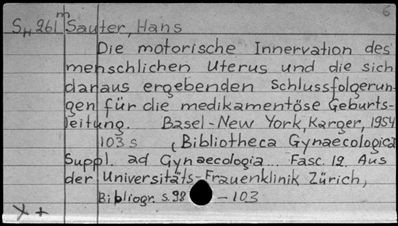 6
SH 261m Sauter, Hans
Die motorische Innervation des
menschlichen Uterus und die sich
daraus ergebenden Schlussfolgerun-
gen für die medikamentöse Geburts-
leitung. Basel-New York, Karger, 1954
103 s (Bibliotheca Gynaecologica
Suppl. ad Gynaecologia... Fasc. 12. Aus
der Universitäts-Frauenklinik Zürich,
Bibliogr. s. 98 - 103